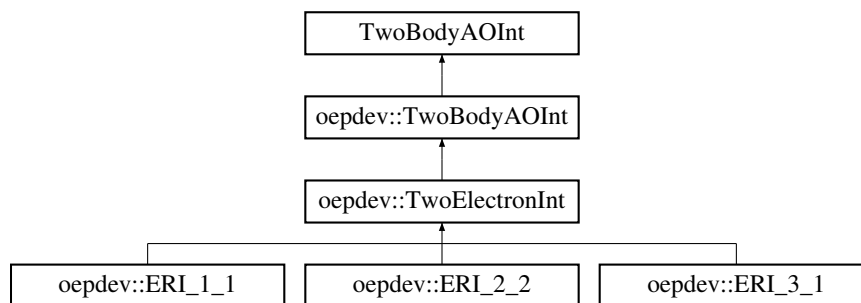 TwoBodyAOInt
oepdev::TwoBodyAOInt
oepdev::TwoElectronInt
oepdev::ERI_1_1
oepdev::ERI_2_2
oepdev::ERI_3_1